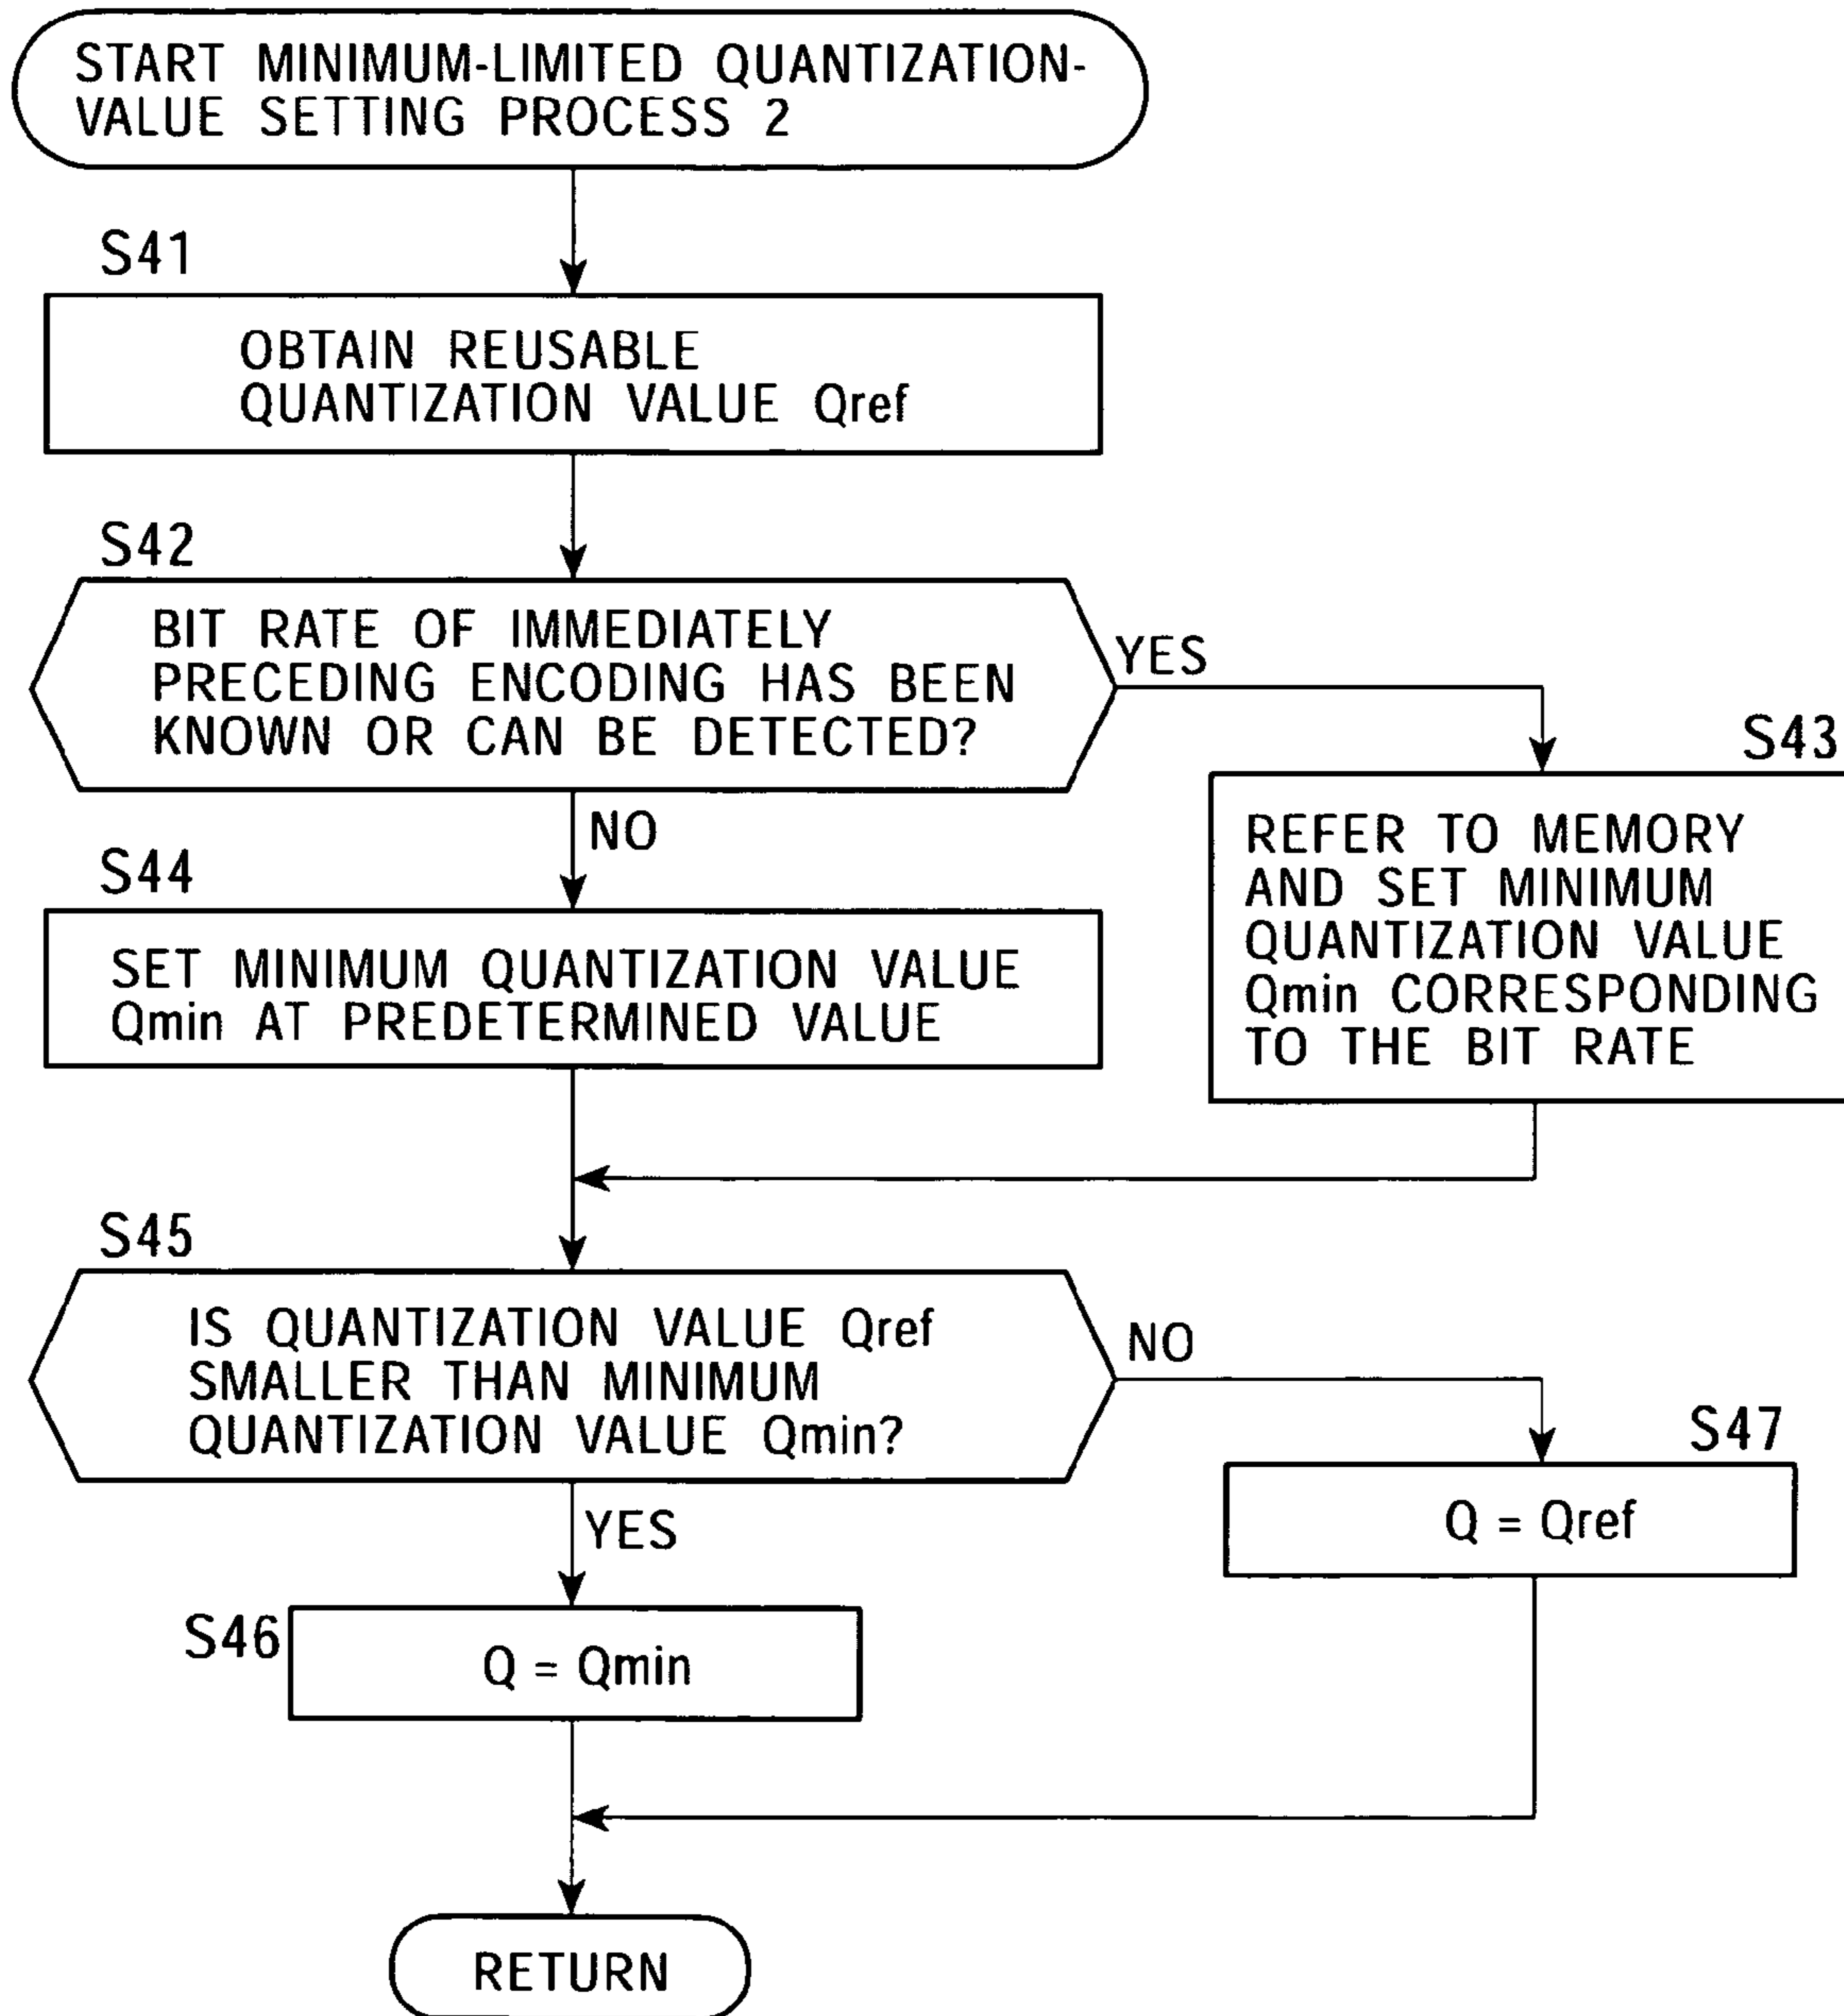 START MINIMUM-LIMITED QUANTIZATION-
VALUE SETTING PROCESS 2
S41
OBTAIN REUSABLE
QUANTIZATION VALUE Qref
S42
BIT RATE OF IMMEDIATELY
PRECEDING ENCODING HAS BEEN
KNOWN OR CAN BE DETECTED?
YES
S43
REFER TO MEMORY
AND SET MINIMUM
QUANTIZATION VALUE
Qmin CORRESPONDING
TO THE BIT RATE
NO
S44
SET MINIMUM QUANTIZATION VALUE
Qmin AT PREDETERMINED VALUE
S45
IS QUANTIZATION VALUE Qref
SMALLER THAN MINIMUM
QUANTIZATION VALUE Qmin?
NO
S47
Q = Qref
YES
S46
Q = Qmin
RETURN